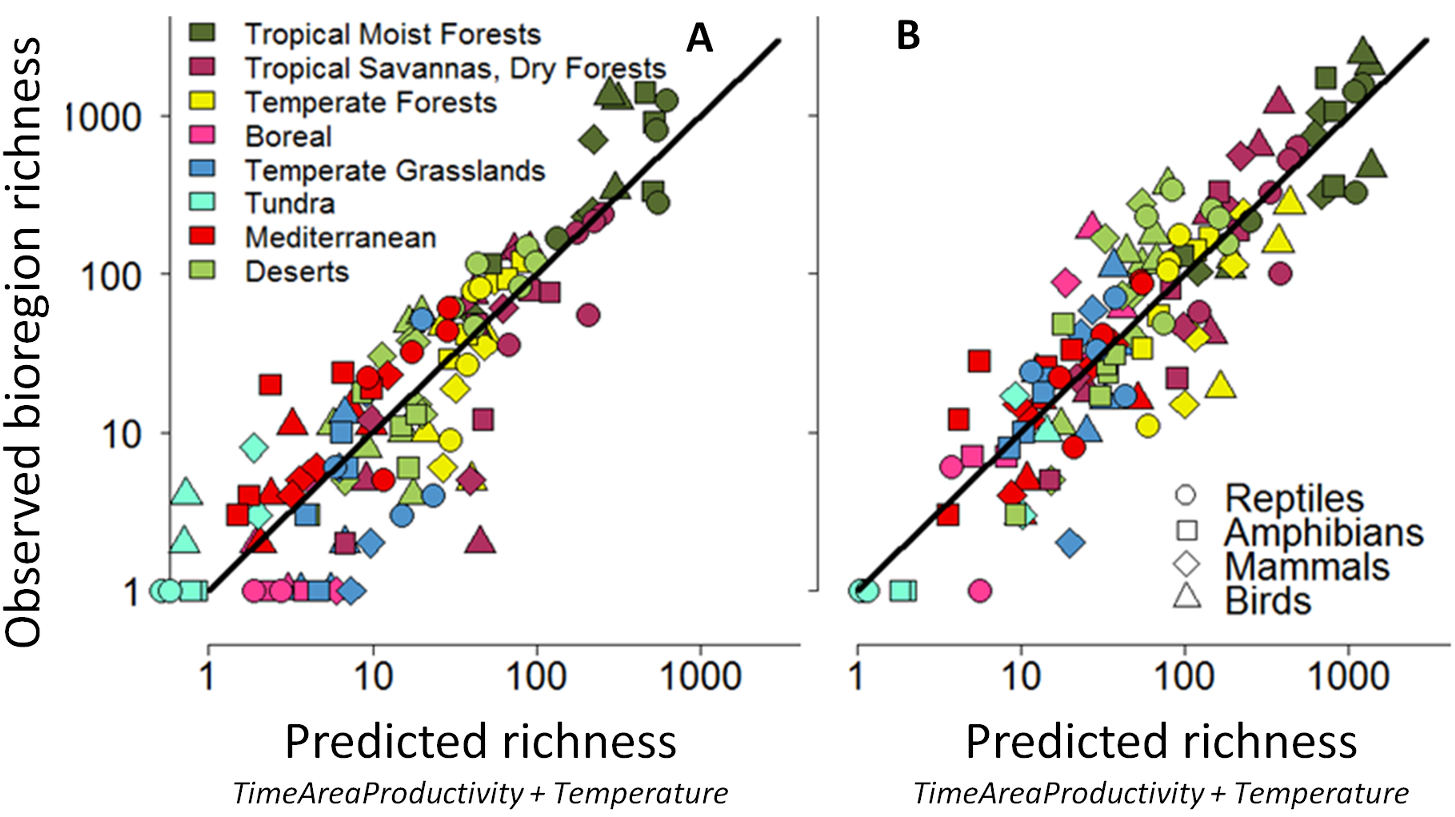 A
B
Observed bioregion richness
Tropical Moist Forests
Tropical Savannas, Dry Forests
Temperate Forests
Boreal
Temperate Grasslands
Tundra
Mediterranean
Deserts
1000
100
10
1
Reptiles
Amphibians
Mammals
Birds
1 10 100 1000
1 10 100 1000
Predicted richness
TimeAreaProductivity + Temperature
Predicted richness
TimeAreaProductivity + Temperature